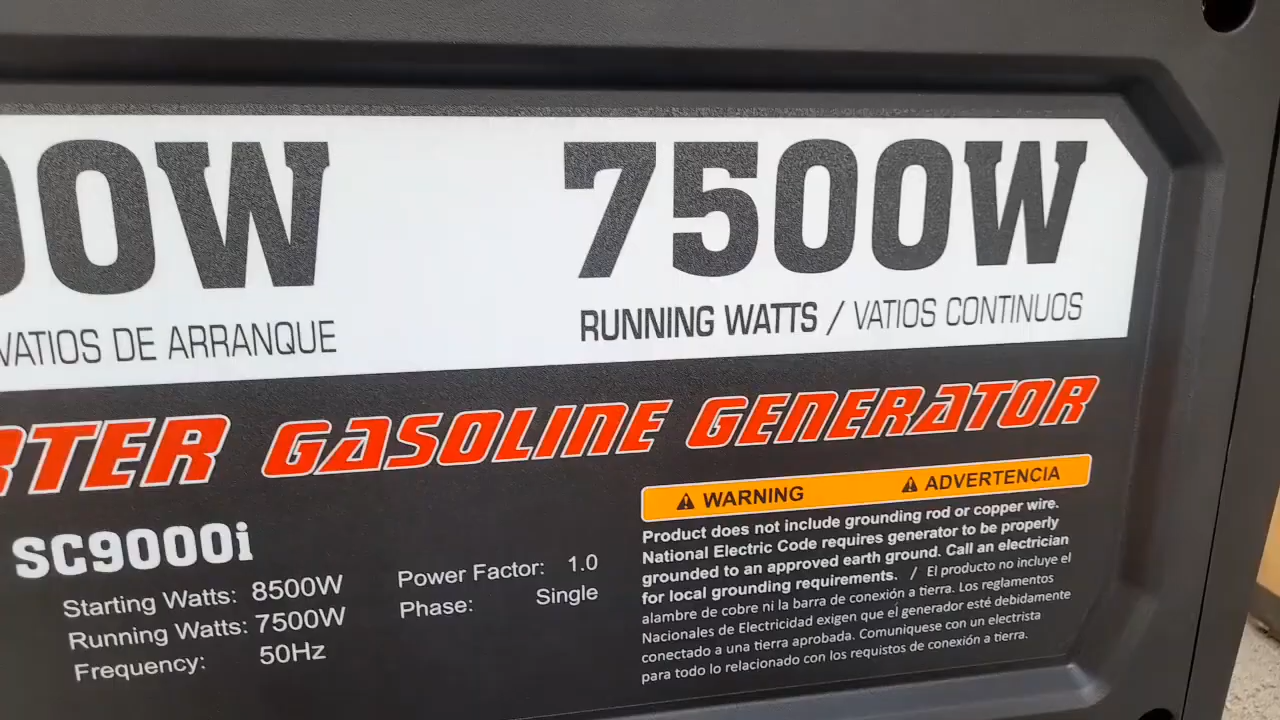 00W
7500W
VATIOS DE ARRANQUE
RUNNING WATTS / VATIOS CONTINUOS
RTER GASOLINE GENERATOR
SC9000i
Starting Watts: 8500W
Running Watts: 7500W
Frequency: 50Hz
Power Factor: 1.0
Phase: Single
WARNING ADVERTENCIA
Product does not include grounding rod or copper wire.
National Electric Code requires generator to be properly
grounded to an approved earth ground. Call an electrician
for local grounding requirements. / El producto no incluye el
alambre de cobre ni la barra de conexión a tierra. Los reglamentos
Nacionales de Electricidad exigen que el generador esté debidamente
conectado a una tierra aprobada. Comuniquese con un electrista
para todo lo relacionado con los requistos de conexión a tierra.